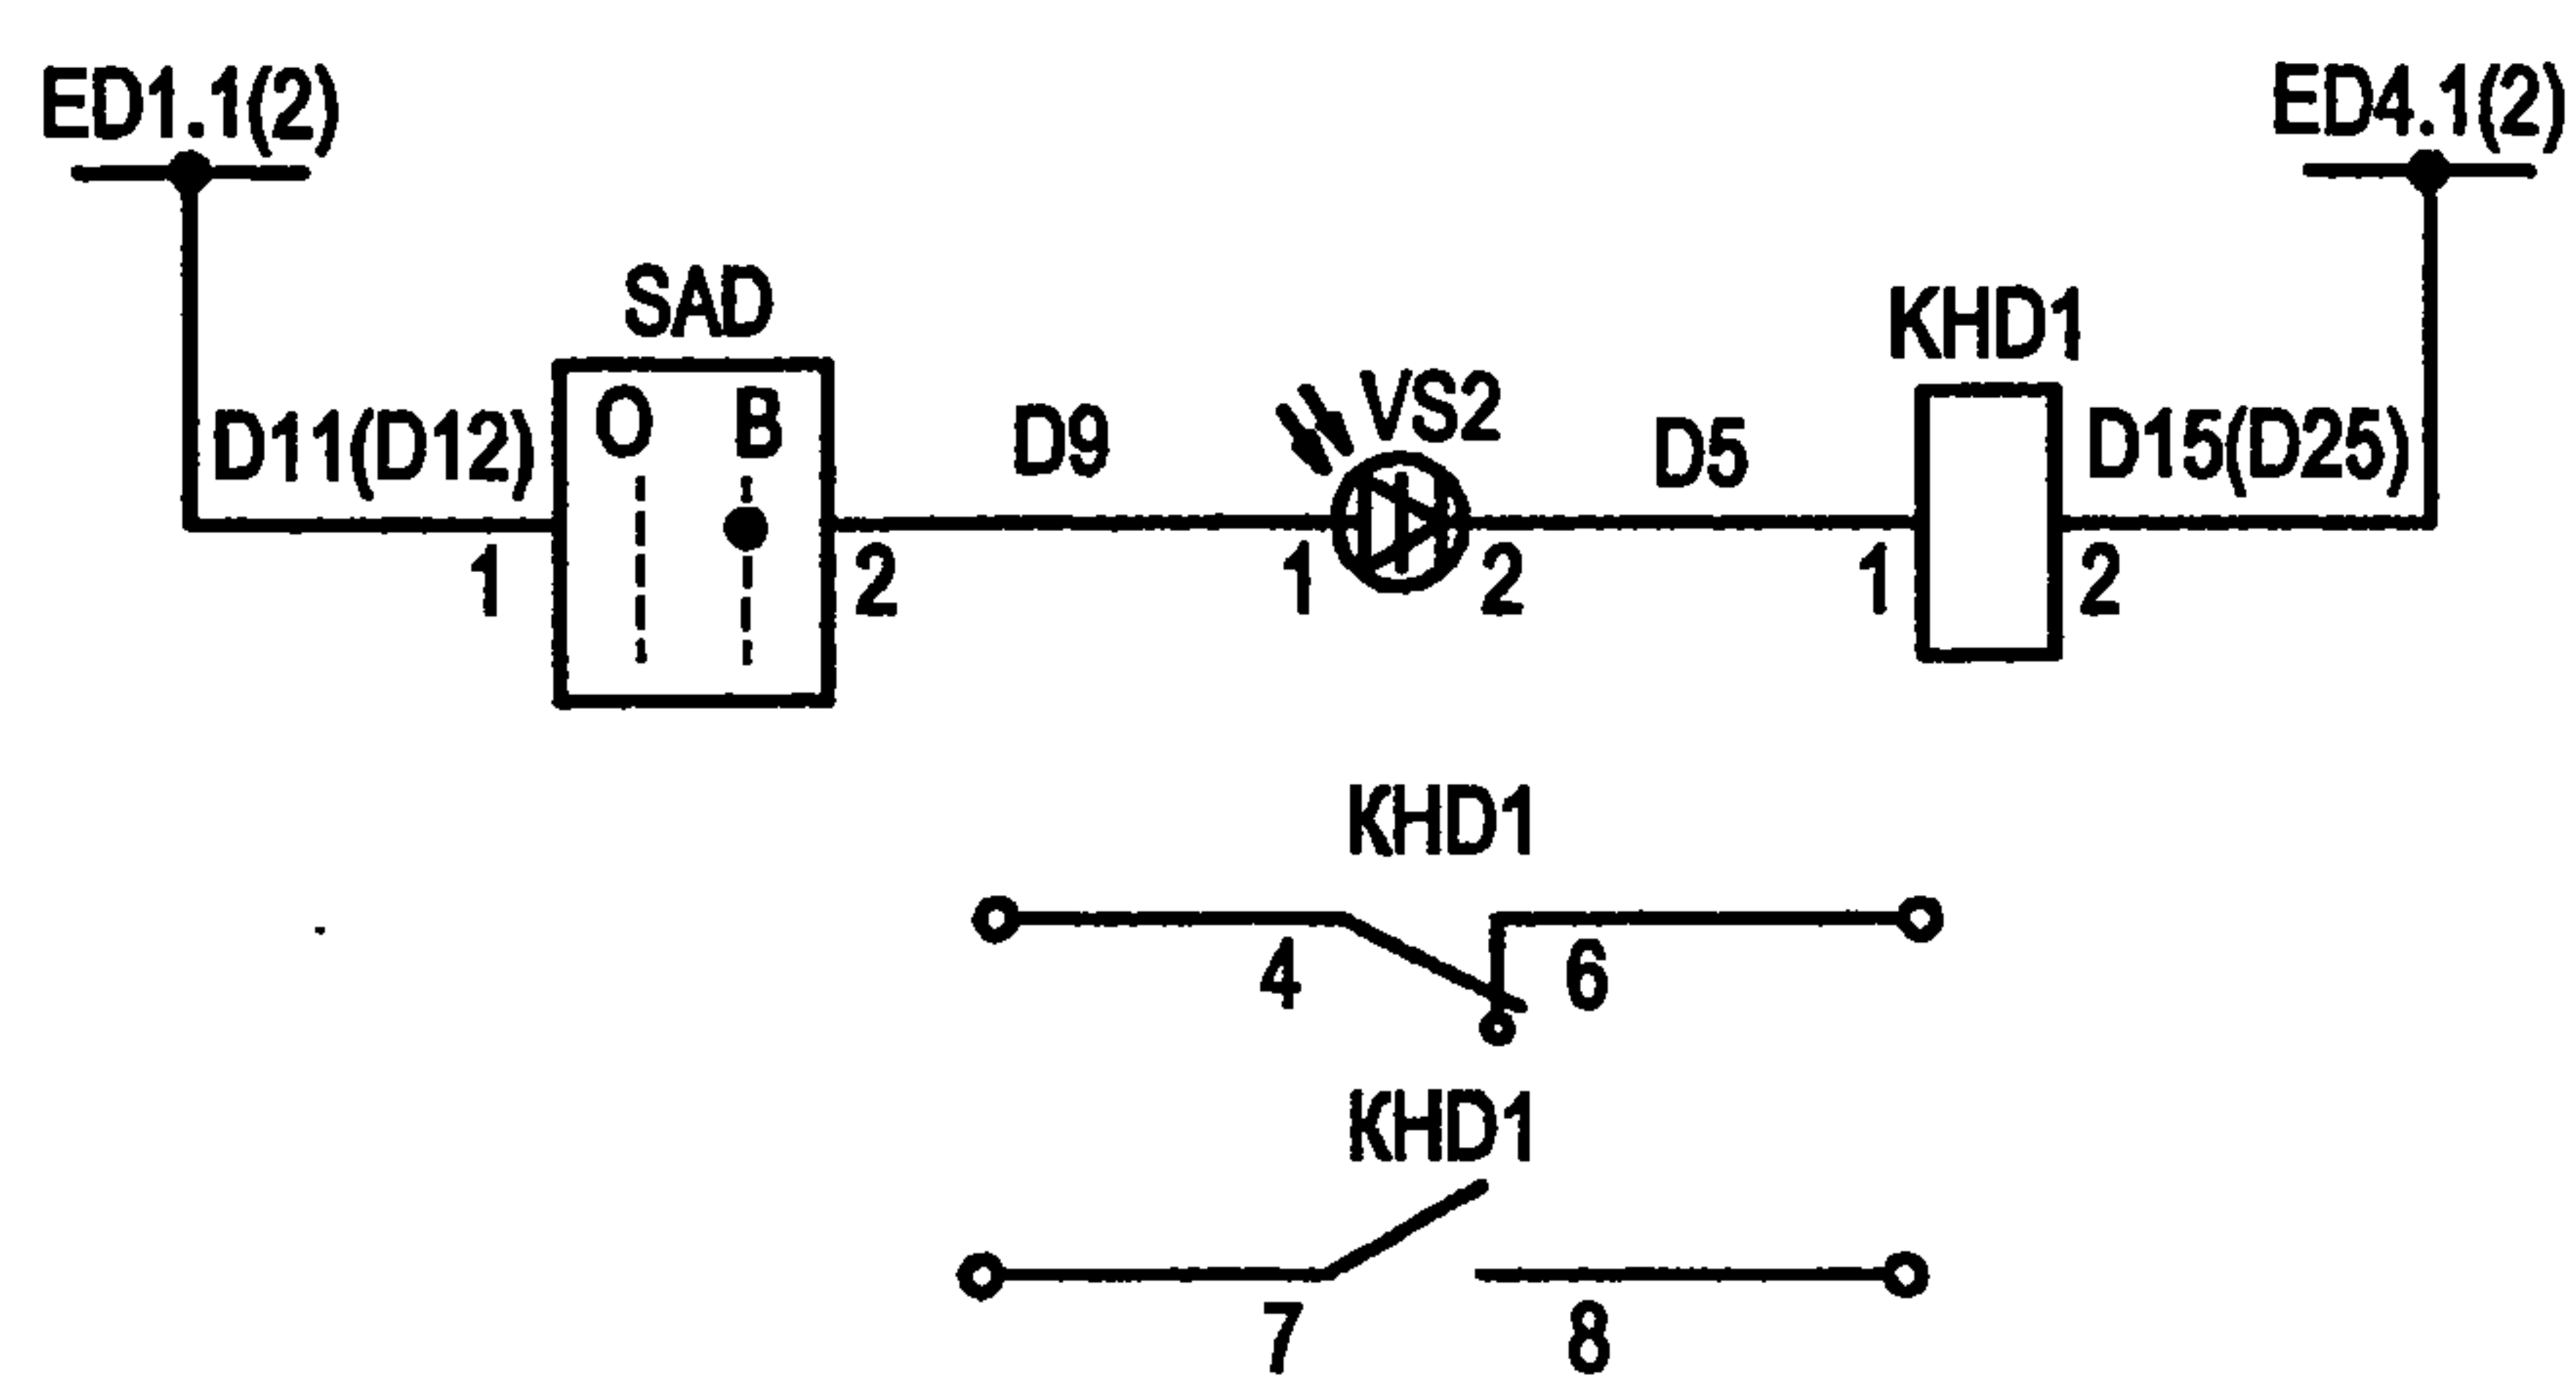 ED1.1(2)
ED4.1(2)
SAD
KHD1
O B
VS2
D11(D12)
D9
D5
D15(D25)
1
2
1
2
1
2
KHD1
4
6
KHD1
7
8